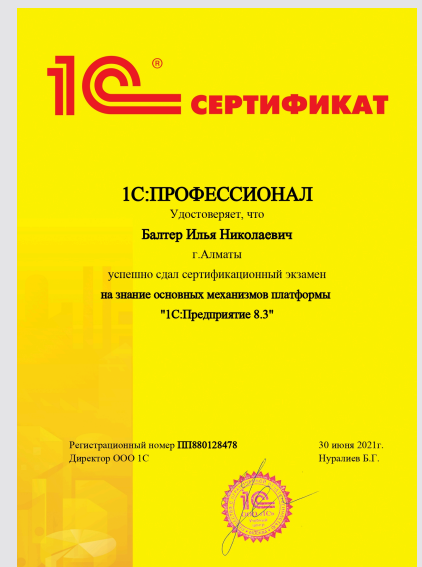 1С®
СЕРТИФИКАТ
1С:ПРОФЕССИОНАЛ
Удостоверяет, что
Балтер Илья Николаевич
г.Алматы
успешно сдал сертификационный экзамен
на знание основных механизмов платформы
"1С:Предприятие 8.3"
Регистрационный номер ПП880128478 30 июня 2021г.
Директор ООО 1С Нуралиев Б.Г.
1С